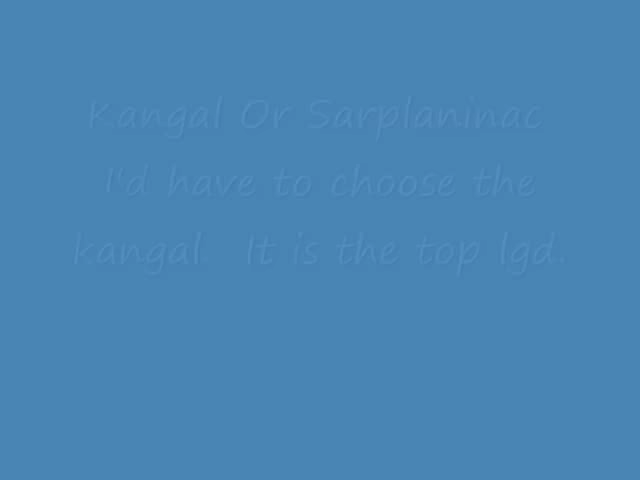 Kangal Or Sarplaninac
I'd have to choose the
kangal.  It is the top lgd.